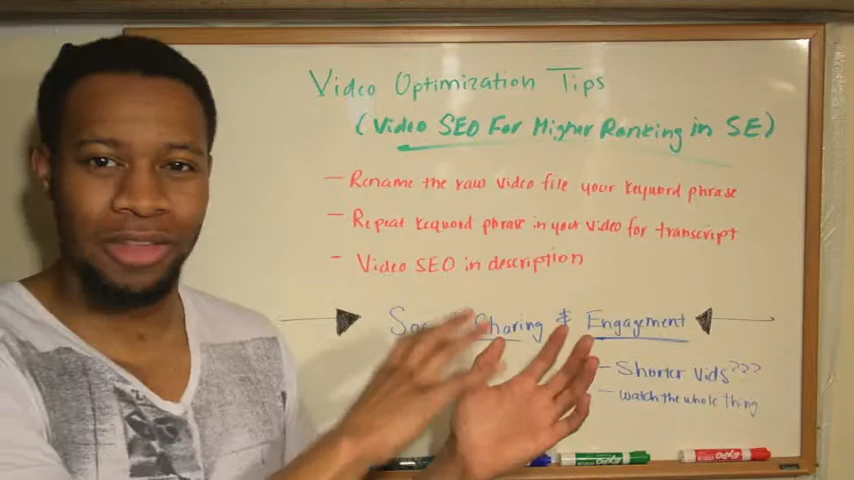 Video Optimization Tips
(Video SEO For Higher Ranking in SE)
- Rename the raw video file your keyword phrase
- Repeat keyword phrase in your video for transcript
- Video SEO in description
Sharing & Engagement
- Shorter Vids???
- Watch the whole thing
EXPO